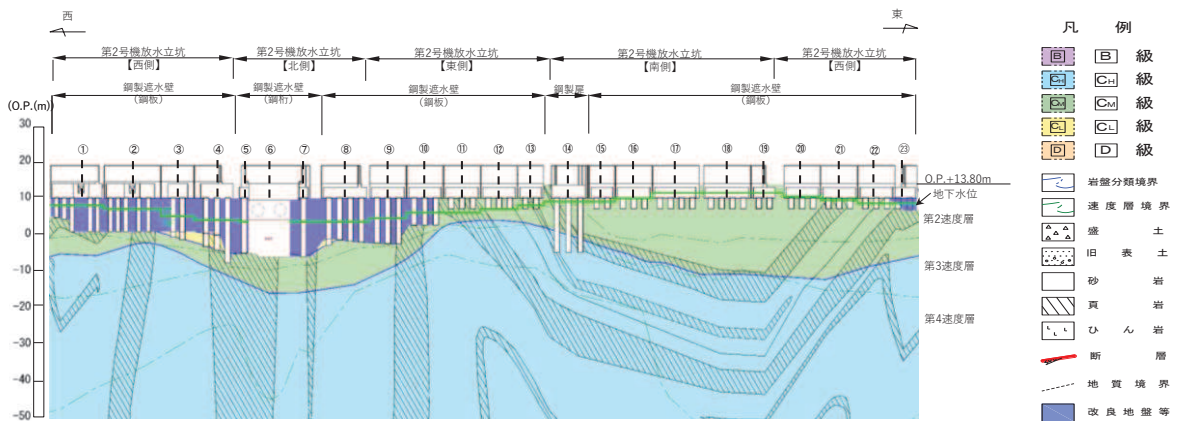 西
東
第2号機放水立坑
【西側】
第2号機放水立坑
【北側】
第2号機放水立坑
【東側】
第2号機放水立坑
【南側】
第2号機放水立坑
【西側】
鋼製遮水壁
(鋼板)
鋼製遮水壁
(鋼桁)
鋼製遮水壁
(鋼板)
鋼製扉
鋼製遮水壁
(鋼板)
(O.P.(m))
30
20
10
0
-10
-20
-30
-40
-50
① ② ③ ④ ⑤ ⑥ ⑦ ⑧ ⑨ ⑩ ⑪ ⑫ ⑬ ⑭ ⑮ ⑯ ⑰ ⑱ ⑲ ⑳ ㉑ ㉒ ㉓
O.P.+13.80m
地下水位
第2速度層
第3速度層
第4速度層
凡 例
B B 級
CH CH 級
CM CM 級
CL CL 級
D D 級
岩盤分類境界
速度層境界
盛 土
旧 表 土
砂 岩
頁 岩
ひ ん 岩
断 層
地 質 境 界
改 良 地 盤 等